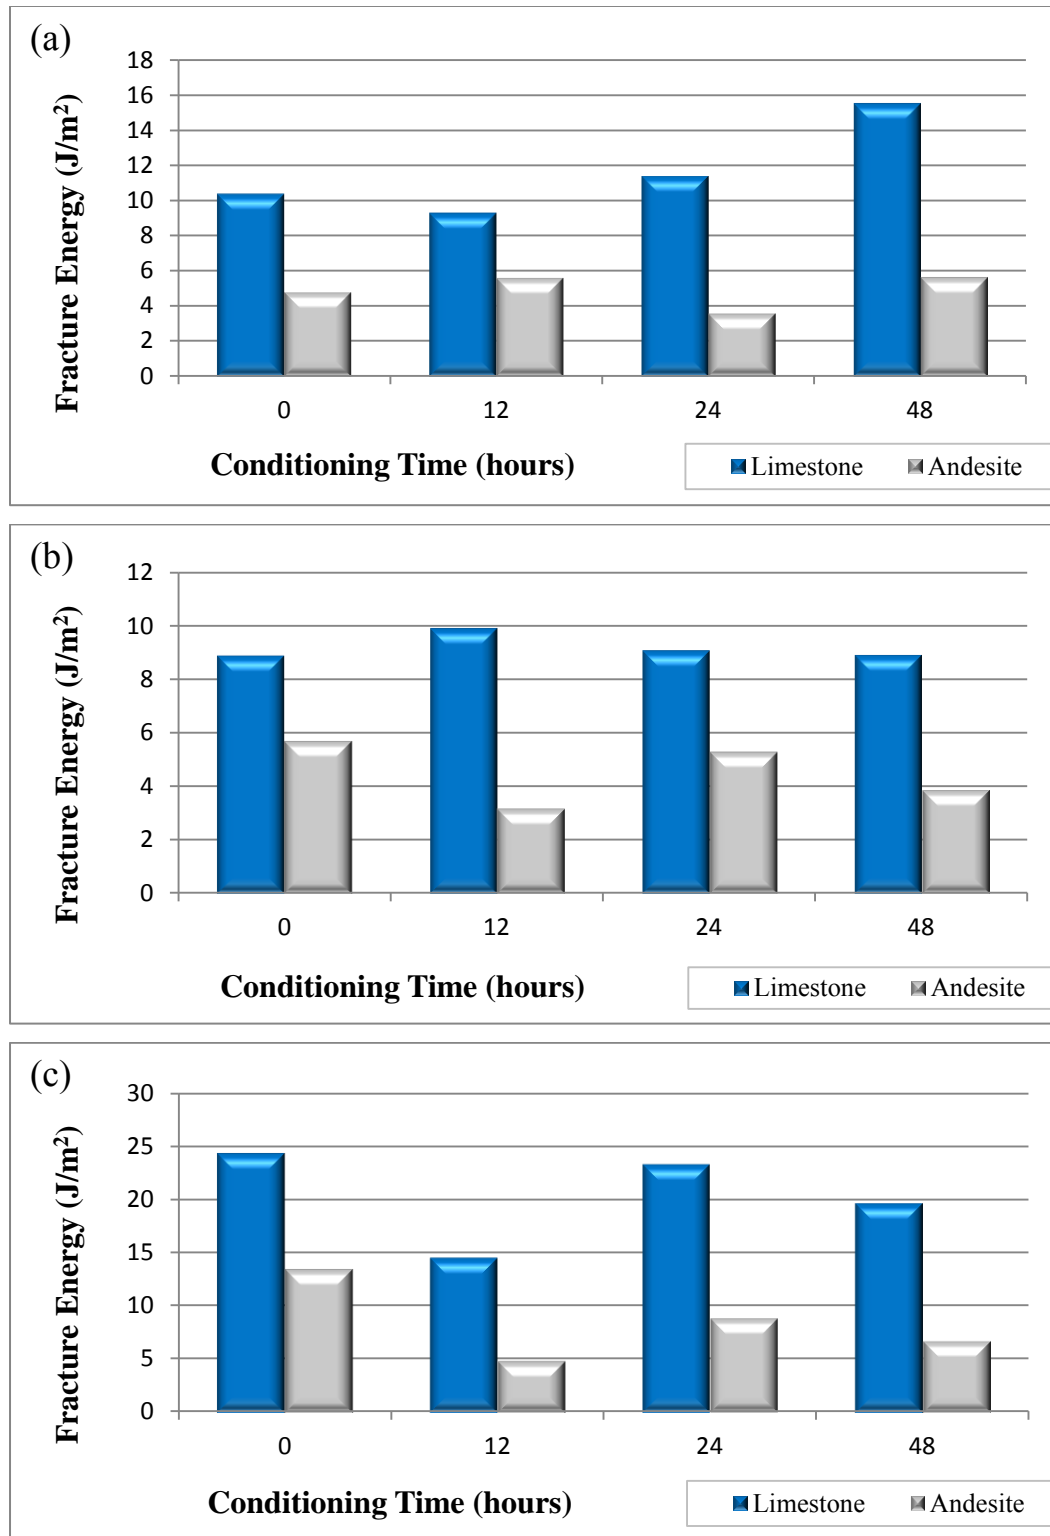 (a)
Fracture Energy (J/m²)
18
16
14
12
10
8
6
4
2
0
0 12 24 48
Conditioning Time (hours)
Limestone Andesite
(b)
Fracture Energy (J/m²)
12
10
8
6
4
2
0
0 12 24 48
Conditioning Time (hours)
Limestone Andesite
(c)
Fracture Energy (J/m²)
30
25
20
15
10
5
0
0 12 24 48
Conditioning Time (hours)
Limestone Andesite